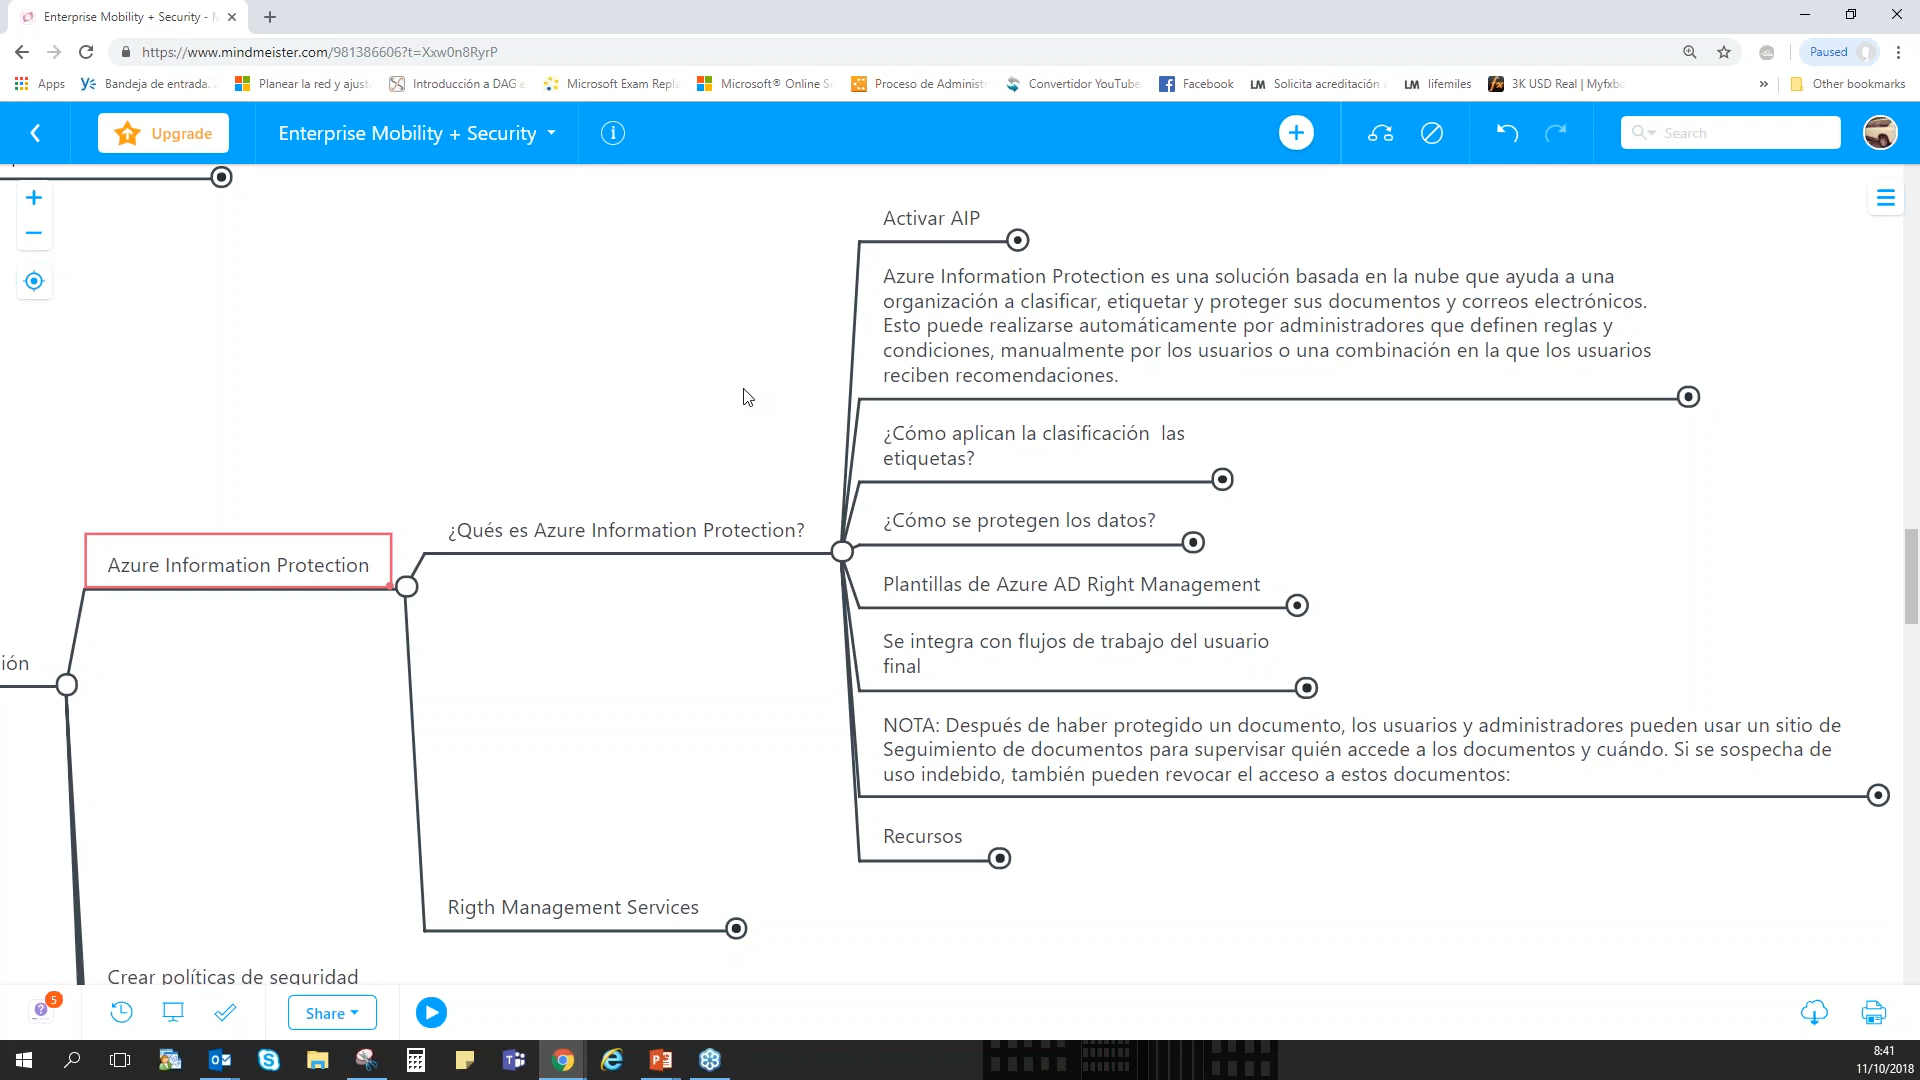 Enterprise Mobility + Security -
https://www.mindmeister.com/981386606?t=Xxw0n8RyrP
Paused
Apps
Bandeja de entrada.
Planear la red y ajust
Introducción a DAG e
Microsoft Exam Repla
Microsoft® Online Se
Proceso de Administr
Convertidor YouTube
Facebook
LM Solicita acreditación
LM lifemiles
fx 3K USD Real | Myfxb
»
Other bookmarks
Upgrade
Enterprise Mobility + Security
Search
Activar AIP
Azure Information Protection es una solución basada en la nube que ayuda a una
organización a clasificar, etiquetar y proteger sus documentos y correos electrónicos.
Esto puede realizarse automáticamente por administradores que definen reglas y
condiciones, manualmente por los usuarios o una combinación en la que los usuarios
reciben recomendaciones.
¿Cómo aplican la clasificación las
etiquetas?
¿Qués es Azure Information Protection?
¿Cómo se protegen los datos?
Azure Information Protection
Plantillas de Azure AD Right Management
Se integra con flujos de trabajo del usuario
final
ión
NOTA: Después de haber protegido un documento, los usuarios y administradores pueden usar un sitio de
Seguimiento de documentos para supervisar quién accede a los documentos y cuándo. Si se sospecha de
uso indebido, también pueden revocar el acceso a estos documentos:
Recursos
Rigth Management Services
Crear políticas de seguridad
5
Share
8:41
11/10/2018